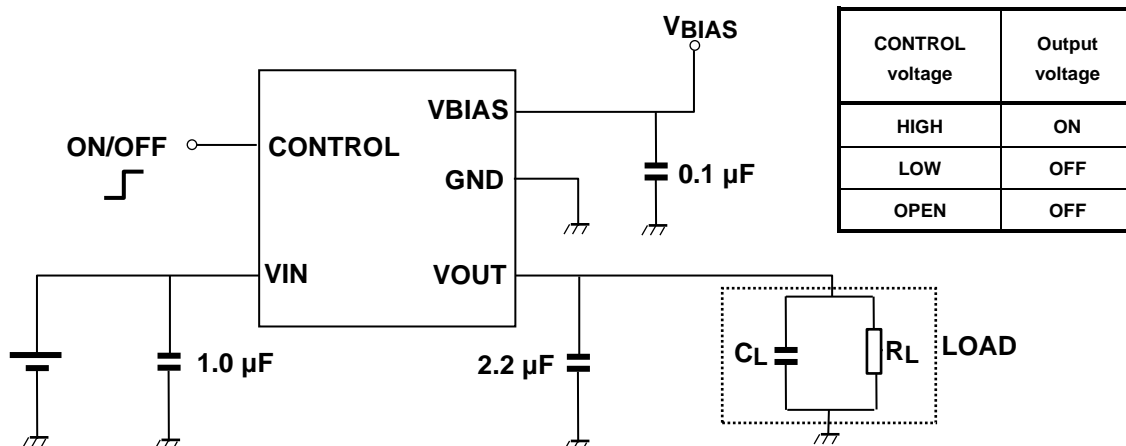 VBIAS
CONTROL
voltage
Output
voltage
HIGH
ON
LOW
OFF
OPEN
OFF
VBIAS
ON/OFF
CONTROL
GND
0.1 µF
VIN
VOUT
1.0 µF
2.2 µF
CL
RL
LOAD